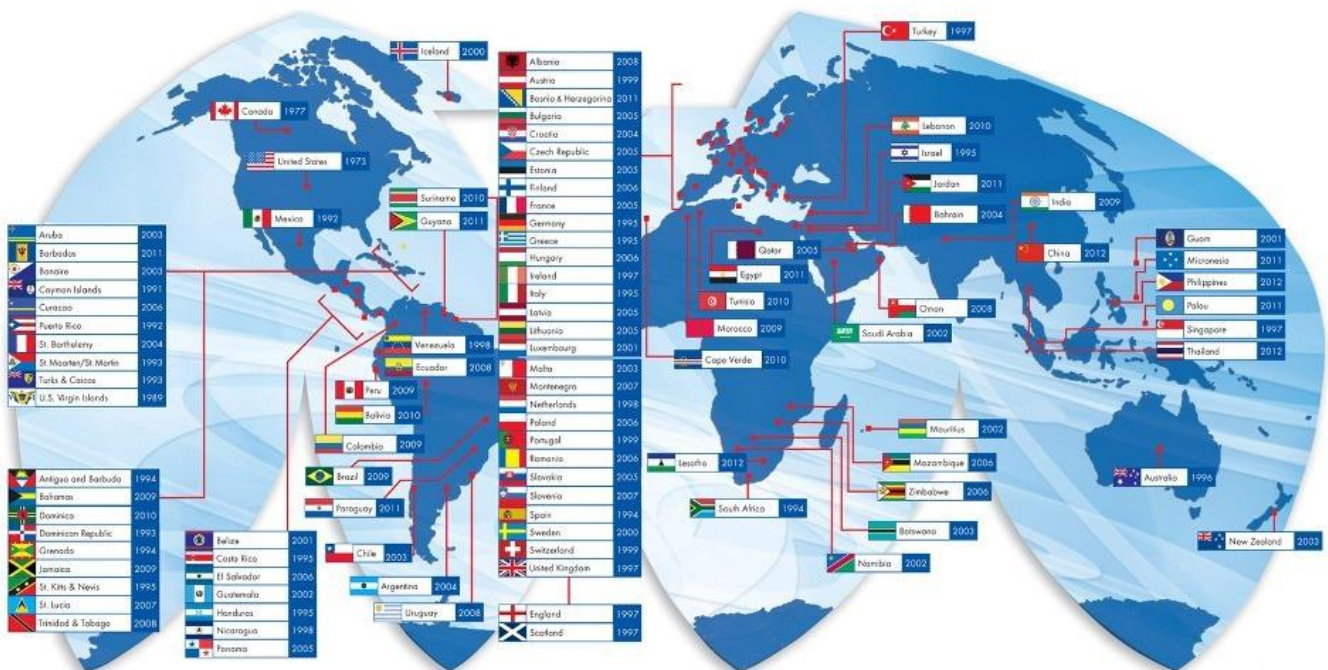 Iceland 2000
Canada 1977
United States 1973
Mexico 1992
Suriname 2010
Guyana 2011
Aruba 2003
Barbados 2011
Bonaire 2003
Cayman Islands 1991
Curacao 2006
Puerto Rico 1992
St. Barthelemy 2004
St. Maarten/St. Martin 1993
Turks & Caicos 1993
U.S. Virgin Islands 1989
Antigua and Barbuda 1994
Bahamas 2009
Dominica 2010
Dominican Republic 1993
Grenada 1994
Jamaica 2009
St. Kitts & Nevis 1995
St. Lucia 2007
Trinidad & Tobago 2008
Belize 2001
Costa Rica 1995
El Salvador 2006
Guatemala 2002
Honduras 1995
Nicaragua 1998
Panama 2005
Venezuela 1998
Ecuador 2008
Peru 2009
Bolivia 2010
Colombia 2009
Brazil 2009
Paraguay 2011
Chile 2003
Argentina 2004
Uruguay 2008
Albania 2008
Austria 1999
Bosnia & Herzegorina 2011
Bulgaria 2005
Croatia 2004
Czech Republic 2005
Estonia 2005
Finland 2006
France 2005
Germany 1995
Greece 1995
Hungary 2006
Ireland 1997
Italy 1995
Latvia 2005
Lithuania 2005
Luxembourg 2001
Malta 2003
Montenegro 2007
Netherlands 1998
Poland 2006
Portugal 1999
Romania 2006
Slovakia 2005
Slovenia 2007
Spain 1994
Sweden 2000
Switzerland 1999
United Kingdom 1997
England 1997
Scotland 1997
Turkey 1997
Lebanon 2010
Israel 1995
Jordan 2011
Bahrain 2004
India 2009
China 2012
Qatar 2005
Egypt 2011
Tunisia 2010
Morocco 2009
Cape Verde 2010
Oman 2008
Saudi Arabia 2002
Guam 2001
Micronesia 2011
Philippines 2012
Palau 2011
Singapore 1997
Thailand 2012
Mauritius 2002
Mozambique 2006
Zimbabwe 2006
Botswana 2003
Namibia 2002
Lesotho 2012
South Africa 1994
Australia 1996
New Zealand 2003